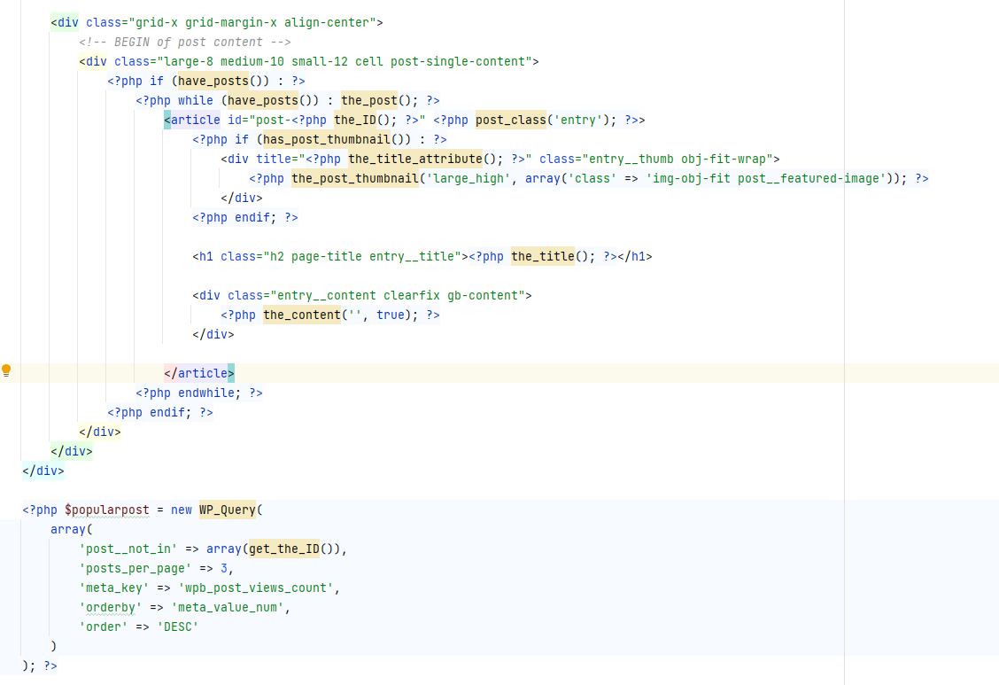 <div class="grid-x grid-margin-x align-center">
<!-- BEGIN of post content -->
<div class="large-8 medium-10 small-12 cell post-single-content">
<?php if (have_posts()) : ?>
<?php while (have_posts()) : the_post(); ?>
<article id="post-<?php the_ID(); ?>" <?php post_class('entry'); ?>>
<?php if (has_post_thumbnail()) : ?>
<div title="<?php the_title_attribute(); ?>" class="entry__thumb obj-fit-wrap">
<?php the_post_thumbnail('large_high', array('class' => 'img-obj-fit post__featured-image')); ?>
</div>
<?php endif; ?>
<h1 class="h2 page-title entry__title"><?php the_title(); ?></h1>
<div class="entry__content clearfix gb-content">
<?php the_content('', true); ?>
</div>
</article>
<?php endwhile; ?>
<?php endif; ?>
</div>
</div>
</div>
<?php $popularpost = new WP_Query(
array(
'post__not_in' => array(get_the_ID()),
'posts_per_page' => 3,
'meta_key' => 'wpb_post_views_count',
'orderby' => 'meta_value_num',
'order' => 'DESC'
)
); ?>